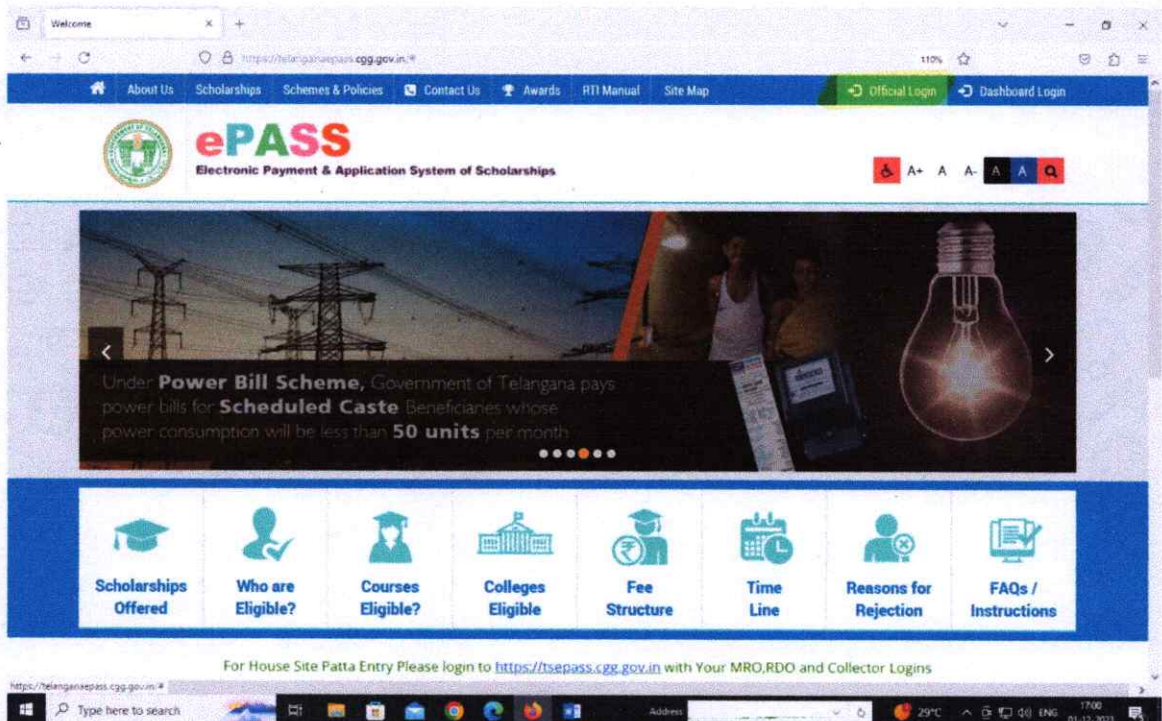 Welcome
https://telanganaepass.cgg.gov.in/#
110%
About Us
Scholarships
Schemes & Policies
Contact Us
Awards
RTI Manual
Site Map
Official Login
Dashboard Login
ePASS
Electronic Payment & Application System of Scholarships
A+ A A- A A
Under Power Bill Scheme, Government of Telangana pays
power bills for Scheduled Caste Beneficiaries whose
power consumption will be less than 50 units per month
Scholarships
Offered
Who are
Eligible?
Courses
Eligible?
Colleges
Eligible
Fee
Structure
Time
Line
Reasons for
Rejection
FAQs /
Instructions
For House Site Patta Entry Please login to https://tsepass.cgg.gov.in with Your MRO,RDO and Collector Logins
https://telanganaepass.cgg.gov.in/#
Type here to search
Address
29°C
ENG
17:00
01-12-2023